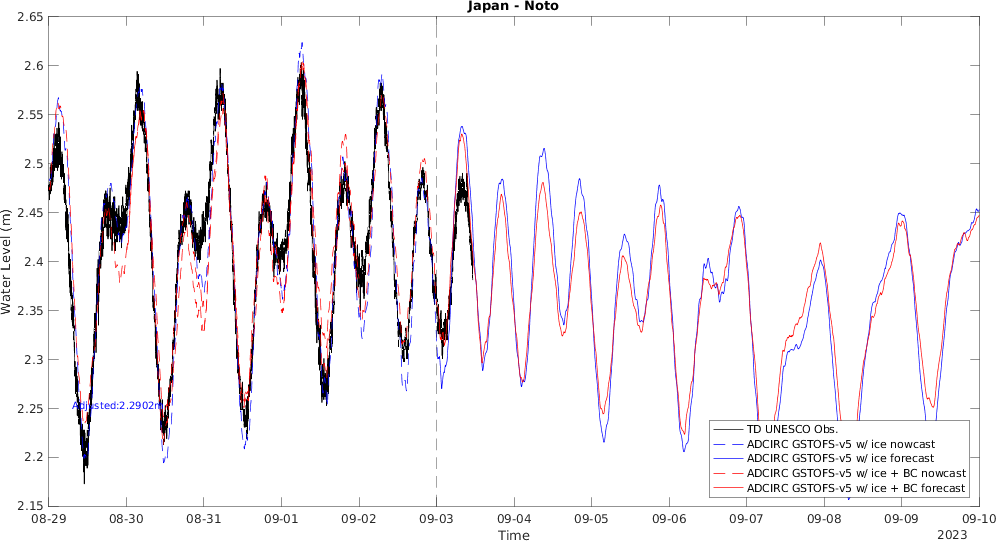 Japan - Noto
Water Level (m)
2.65
2.6
2.55
2.5
2.45
2.4
2.35
2.3
2.25
2.2
2.15
Adjusted:2.2902m
TD UNESCO Obs.
ADCIRC GSTOFS-v5 w/ ice nowcast
ADCIRC GSTOFS-v5 w/ ice forecast
ADCIRC GSTOFS-v5 w/ ice + BC nowcast
ADCIRC GSTOFS-v5 w/ ice + BC forecast
08-29 08-30 08-31 09-01 09-02 09-03 09-04 09-05 09-06 09-07 09-08 09-09 09-10
Time
2023